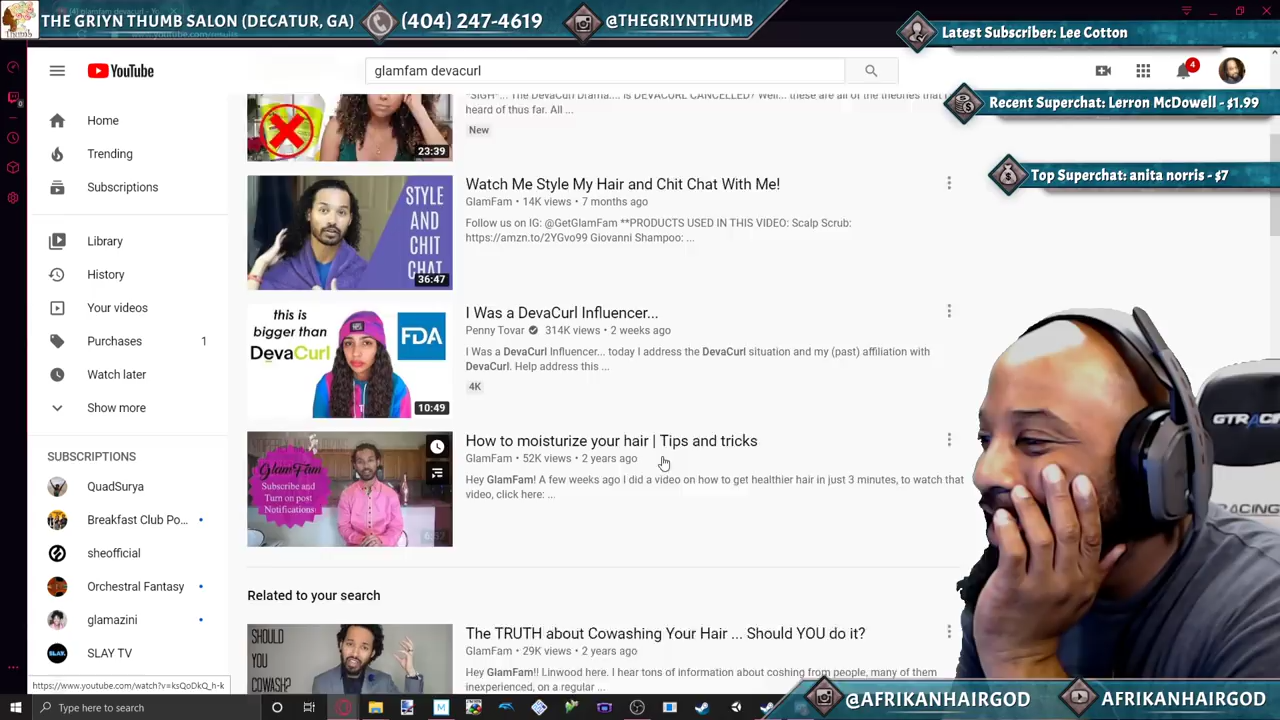 THE GRIYN THUMB SALON (DECATUR, GA)
(404) 247-4619
@THEGRIYNTHUMB
Latest Subscriber: Lee Cotton
Recent Superchat: Lerron McDowell - $1.99
Top Superchat: anita norris - $7
YouTube
glamfam devacurl
4
Home
Trending
Subscriptions
Library
History
Your videos
Purchases 1
Watch later
Show more
SUBSCRIPTIONS
QuadSurya
Breakfast Club Po...
sheofficial
Orchestral Fantasy
glamazini
SLAY TV
*SIGH*... The DevaCurl Drama.... is DEVACURL CANCELLED? Well... these are all of the theories that I
heard of thus far. All ...
New
23:39
STYLE
AND
CHIT
CHAT
36:47
Watch Me Style My Hair and Chit Chat With Me!
GlamFam • 14K views • 7 months ago
Follow us on IG: @GetGlamFam **PRODUCTS USED IN THIS VIDEO: Scalp Scrub:
https://amzn.to/2YGvo99 Giovanni Shampoo: ...
this is
bigger than
DevaCurl
FDA
10:49
I Was a DevaCurl Influencer...
Penny Tovar 314K views • 2 weeks ago
I Was a DevaCurl Influencer... today I address the DevaCurl situation and my (past) affiliation with
DevaCurl. Help address this ...
4K
GlamFam
Subscribe and
Turn on post
Notifications!
6:57
How to moisturize your hair | Tips and tricks
GlamFam • 52K views • 2 years ago
Hey GlamFam! A few weeks ago I did a video on how to get healthier hair in just 3 minutes, to watch that
video, click here: ...
Related to your search
SHOULD
YOU
COWASH?
The TRUTH about Cowashing Your Hair ... Should YOU do it?
GlamFam • 29K views • 2 years ago
Hey GlamFam!! Linwood here. I hear tons of information about coshing from people, many of them
inexperienced, on a regular ...
https://www.youtube.com/watch?v=ksQoDkQ_h-k
Type here to search
@AFRIKANHAIRGOD
AFRIKANHAIRGOD
GTRACING
RACING